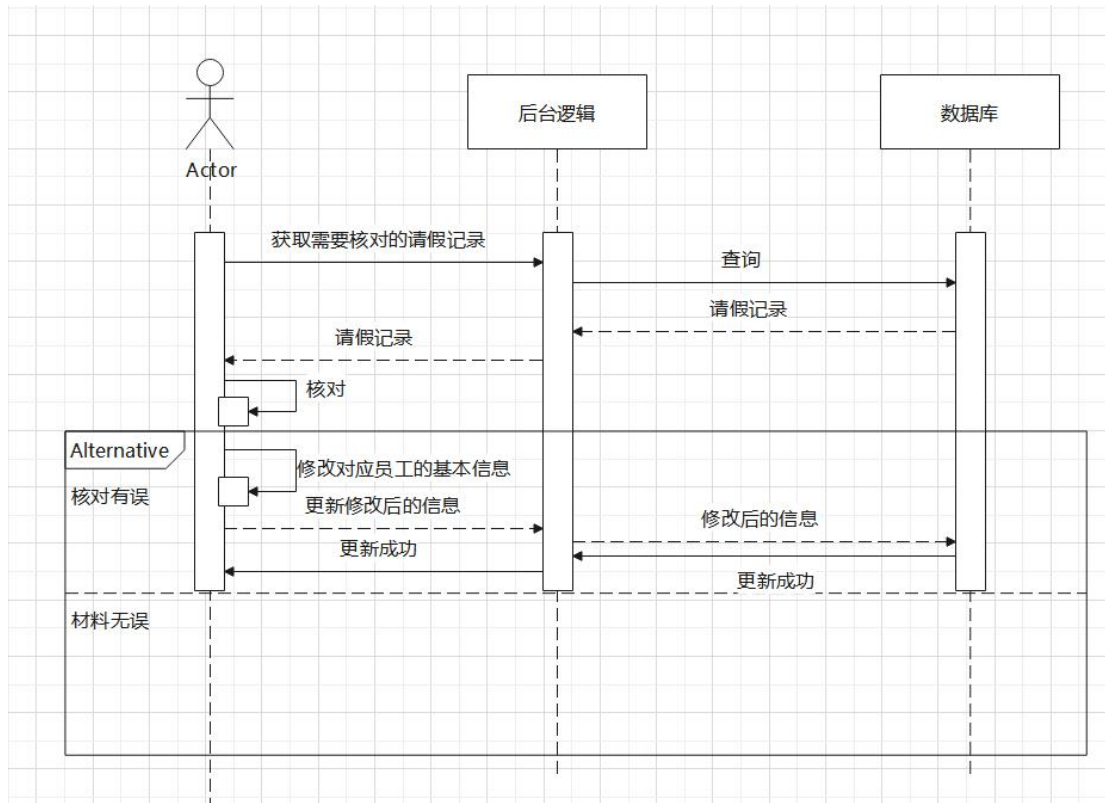 后台逻辑
数据库
Actor
获取需要核对的请假记录
查询
请假记录
请假记录
核对
Alternative
修改对应员工的基本信息
核对有误
更新修改后的信息
修改后的信息
更新成功
更新成功
材料无误